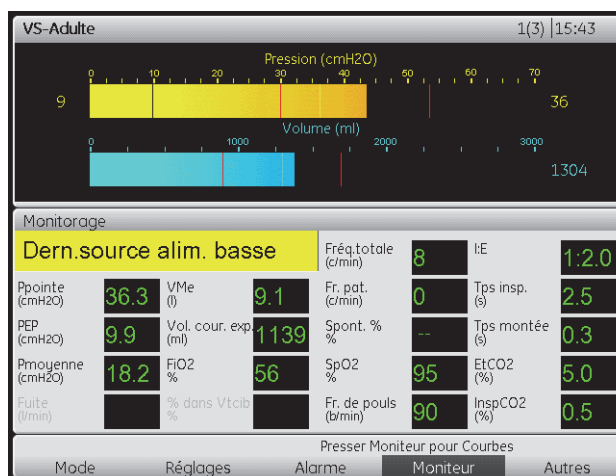 VS-Adulte 1(3) |15:43
Pression (cmH2O)
0 10 20 30 40 50 60 70
9 36
Volume (ml)
0 1000 2000 3000
1304
Monitorage
Dern.source alim. basse
Fréq.totale (c/min) 8 I:E 1:2.0
Ppointe (cmH2O) 36.3 VMe (l) 9.1 Fr. pat. (c/min) 0 Tps insp. (s) 2.5
PEP (cmH2O) 9.9 Vol. cour. exp. (ml) 1139 Spont. % % -- Tps montée (s) 0.3
Pmoyenne (cmH2O) 18.2 FiO2 % 56 SpO2 % 95 EtCO2 (%) 5.0
Fuite (l/min) % dans Vtcib % Fr. de pouls (b/min) 90 InspCO2 (%) 0.5
Presser Moniteur pour Courbes
Mode Réglages Alarme Moniteur Autres